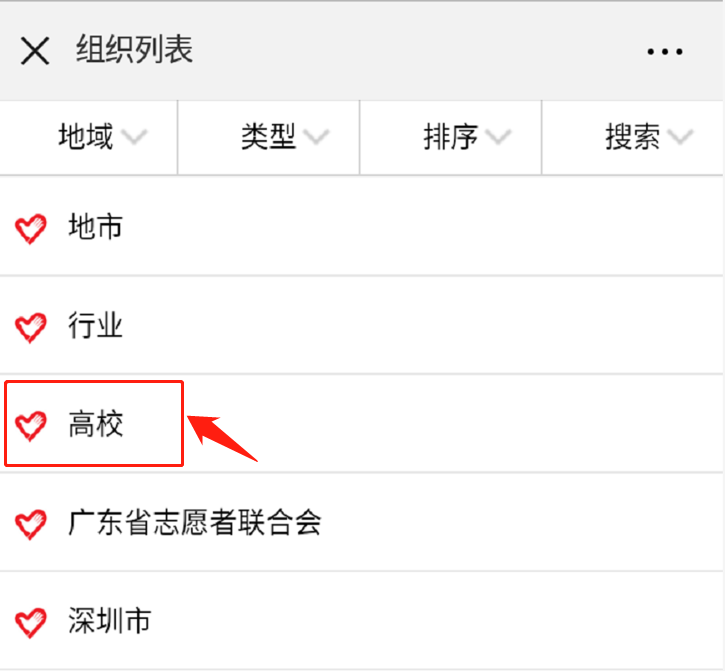 组织列表
地域 类型 排序 搜索
地市
行业
高校
广东省志愿者联合会
深圳市